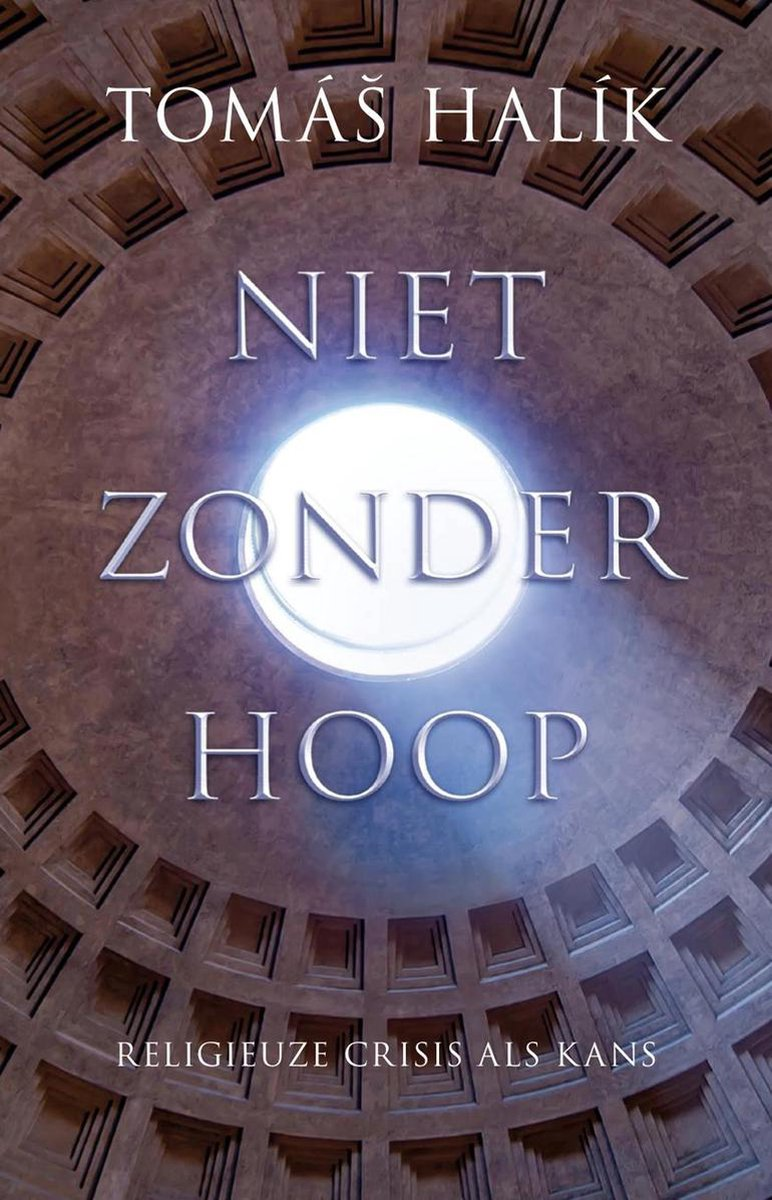 TOMÁŠ HALÍK
NIET
ZONDER
HOOP
RELIGIEUZE CRISIS ALS KANS